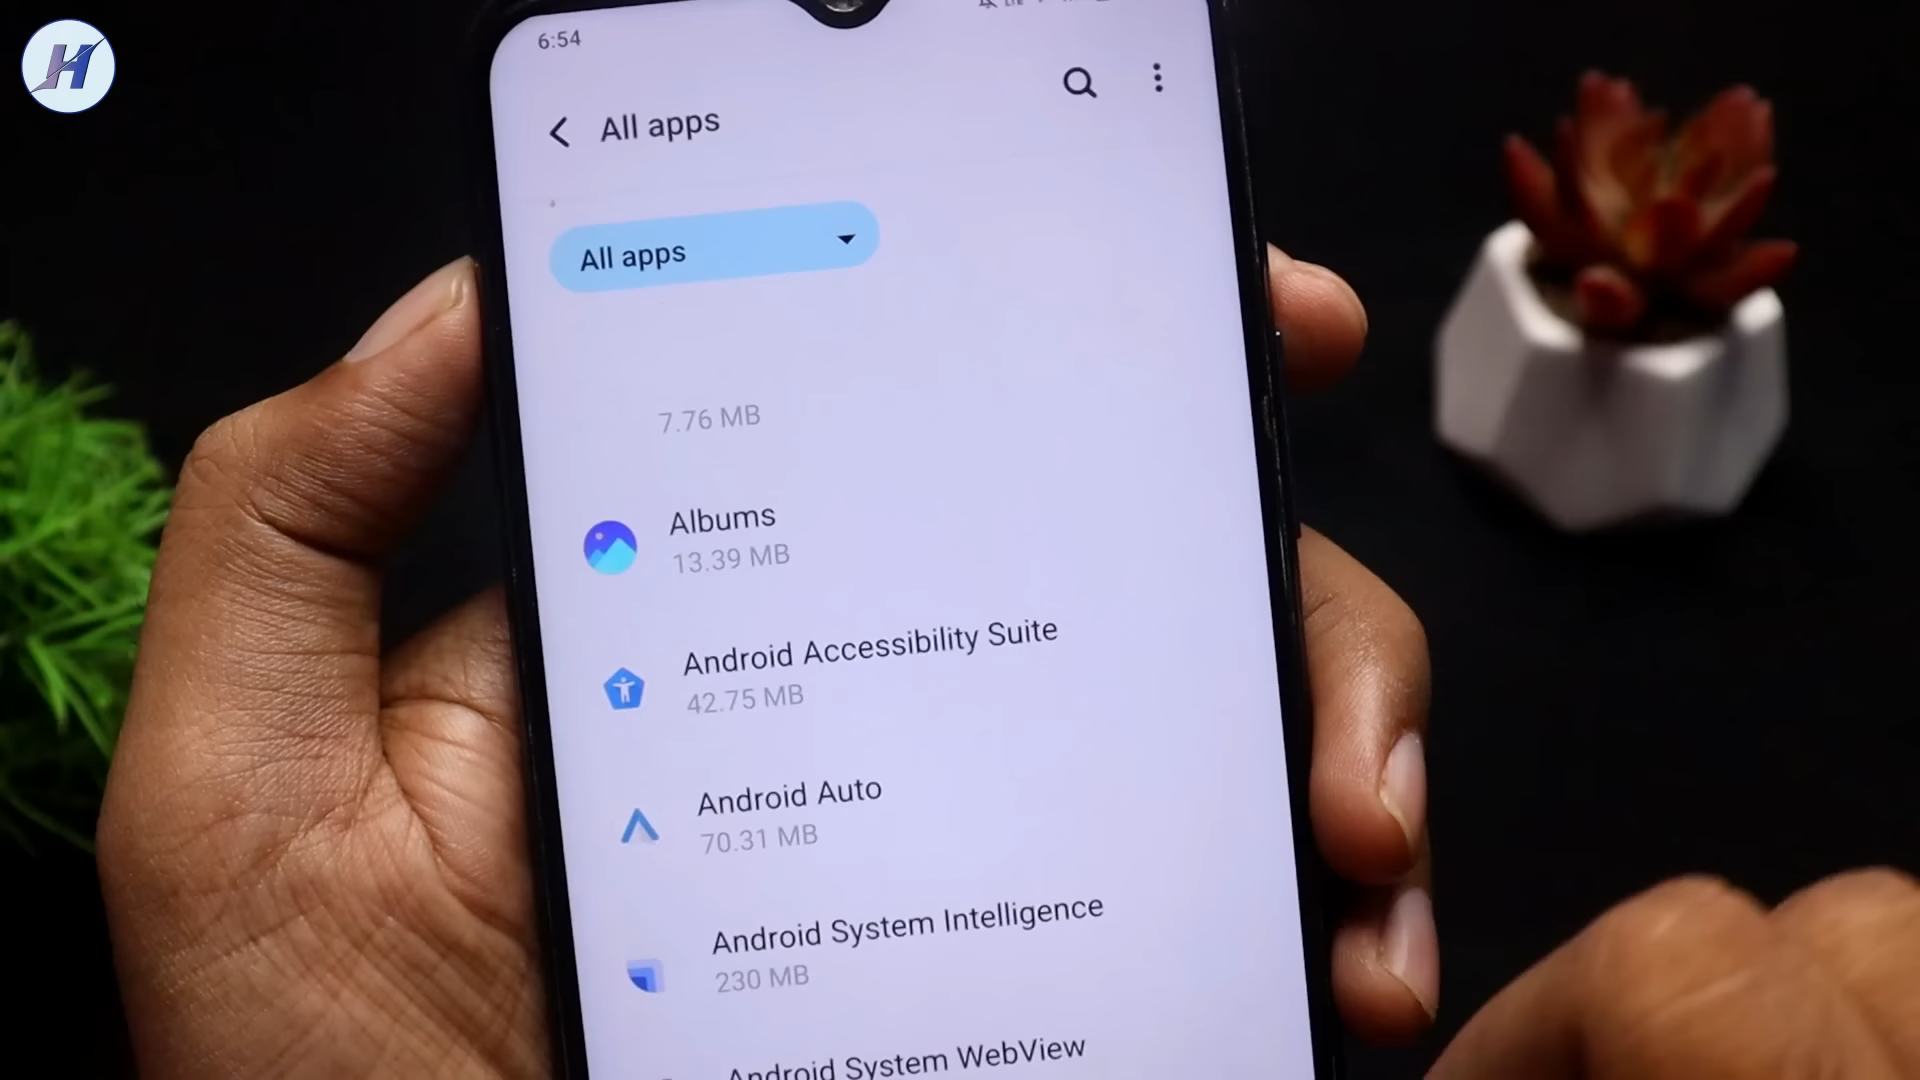 H
6:54
All apps
All apps
7.76 MB
Albums
13.39 MB
Android Accessibility Suite
42.75 MB
Android Auto
70.31 MB
Android System Intelligence
230 MB
Android System WebView